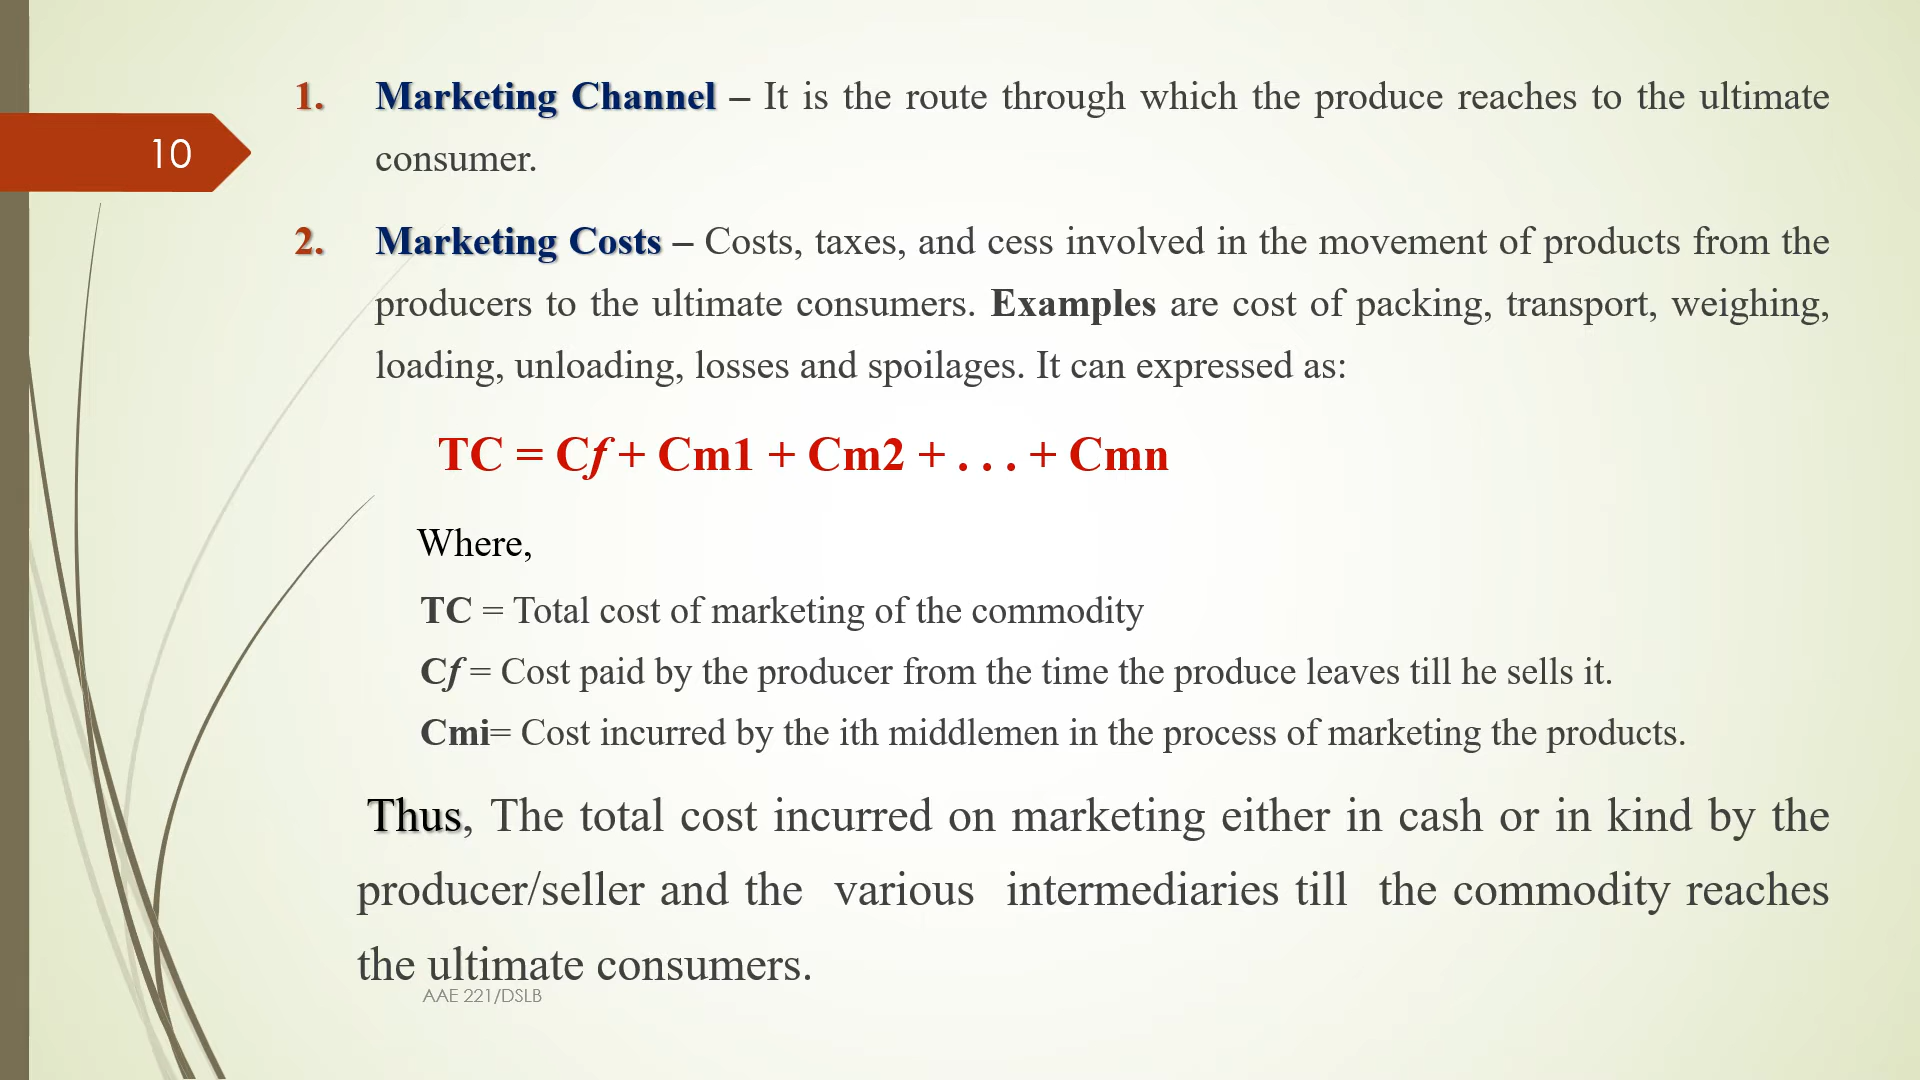 10
1. Marketing Channel – It is the route through which the produce reaches to the ultimate
consumer.
2. Marketing Costs – Costs, taxes, and cess involved in the movement of products from the
producers to the ultimate consumers. Examples are cost of packing, transport, weighing,
loading, unloading, losses and spoilages. It can expressed as:
TC = Cf + Cm1 + Cm2 + . . . + Cmn
Where,
TC = Total cost of marketing of the commodity
Cf = Cost paid by the producer from the time the produce leaves till he sells it.
Cmi= Cost incurred by the ith middlemen in the process of marketing the products.
Thus, The total cost incurred on marketing either in cash or in kind by the
producer/seller and the various intermediaries till the commodity reaches
the ultimate consumers.
AAE 221/DSLB